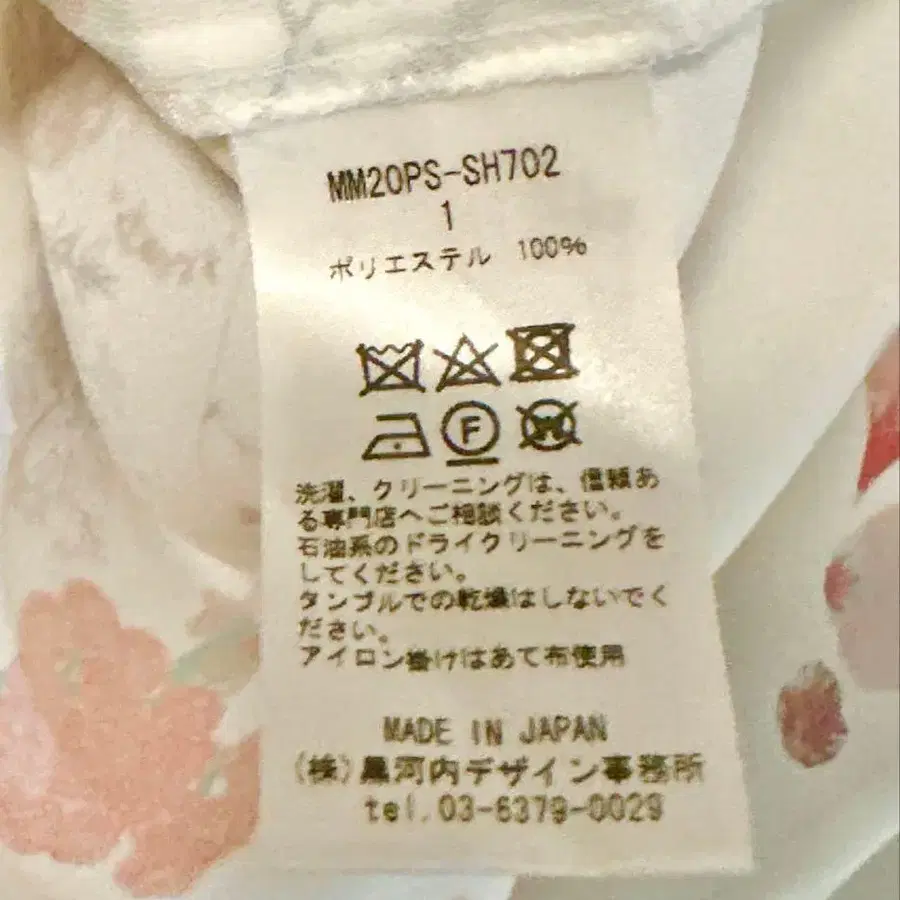 MM20PS-SH702
1
ポリエステル 100%
F
W
洗濯、クリーニングは、信頼あ
る専門店へご相談ください。
石油系のドライクリーニングを
してください。
タンブルでの乾燥はしないでく
ださい。
アイロン掛けはあて布使用
MADE IN JAPAN
(株)黒河内デザイン事務所
tel.03-6379-0029